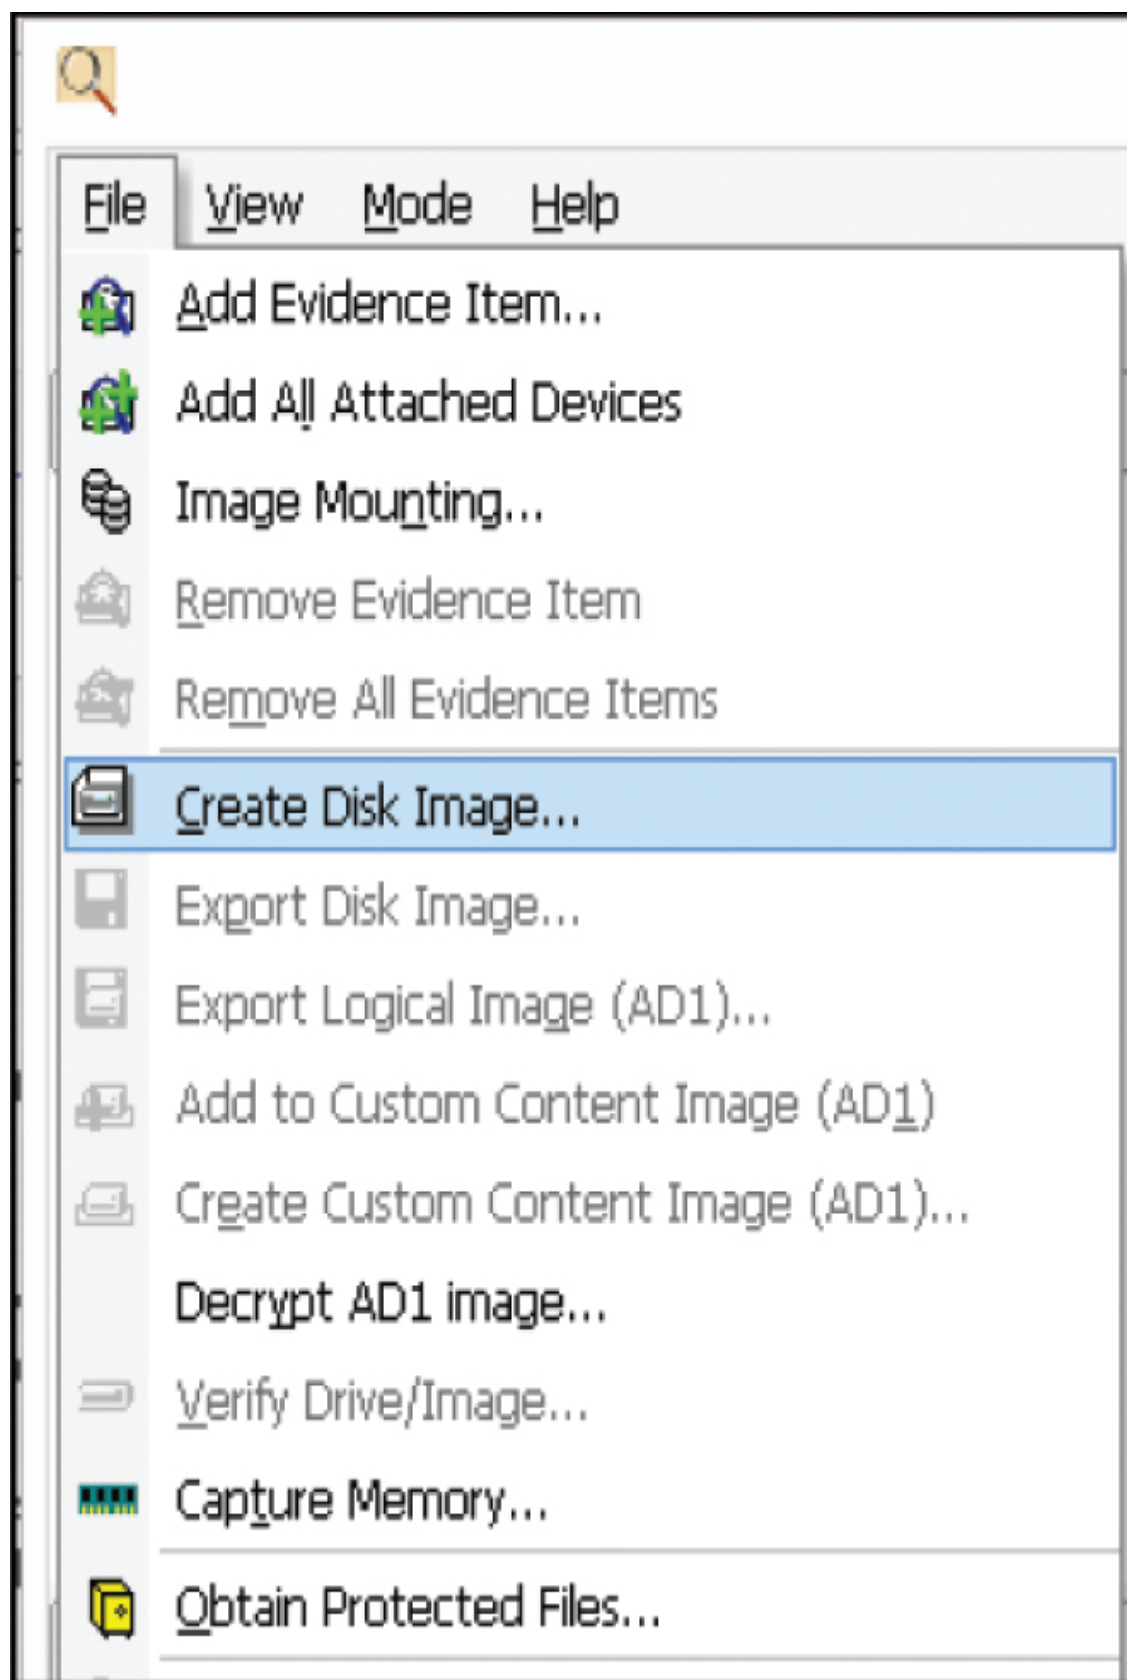 File View Mode Help
Add Evidence Item...
Add All Attached Devices
Image Mounting...
Remove Evidence Item
Remove All Evidence Items
Create Disk Image...
Export Disk Image...
Export Logical Image (AD1)...
Add to Custom Content Image (AD1)
Create Custom Content Image (AD1)...
Decrypt AD1 image...
Verify Drive/Image...
Capture Memory...
Obtain Protected Files...